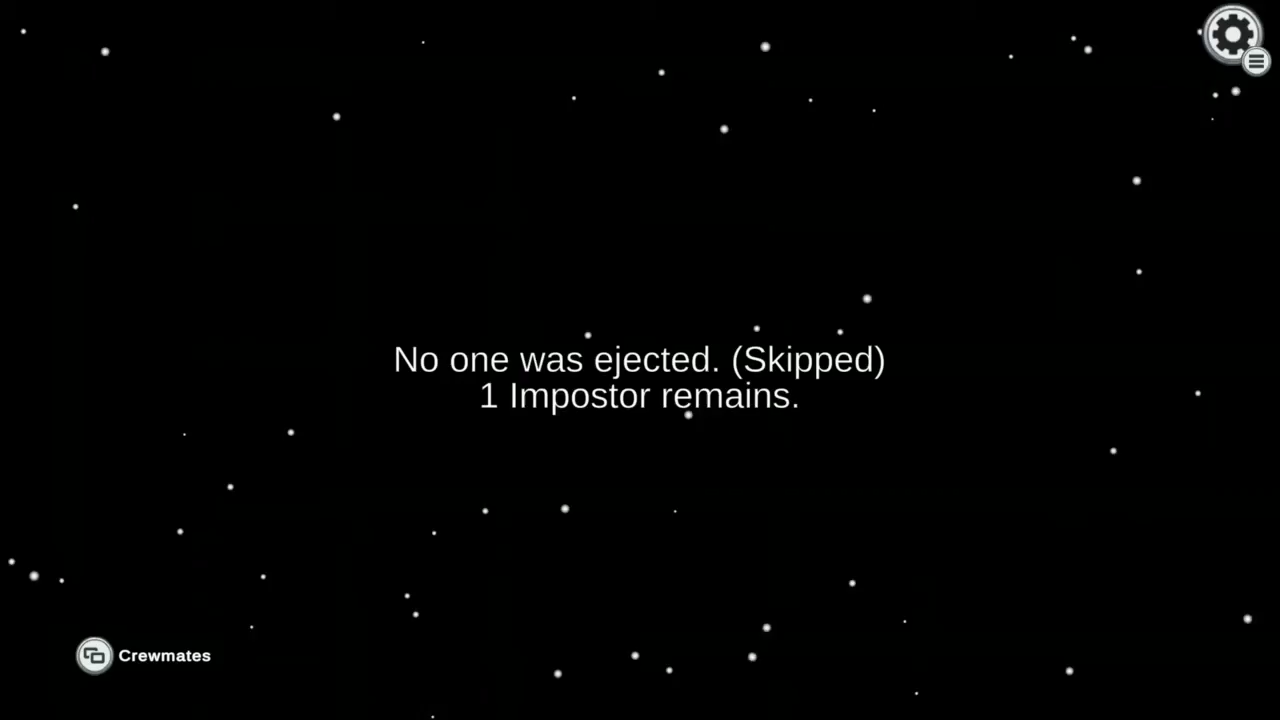 No one was ejected. (Skipped)
1 Impostor remains.
Crewmates